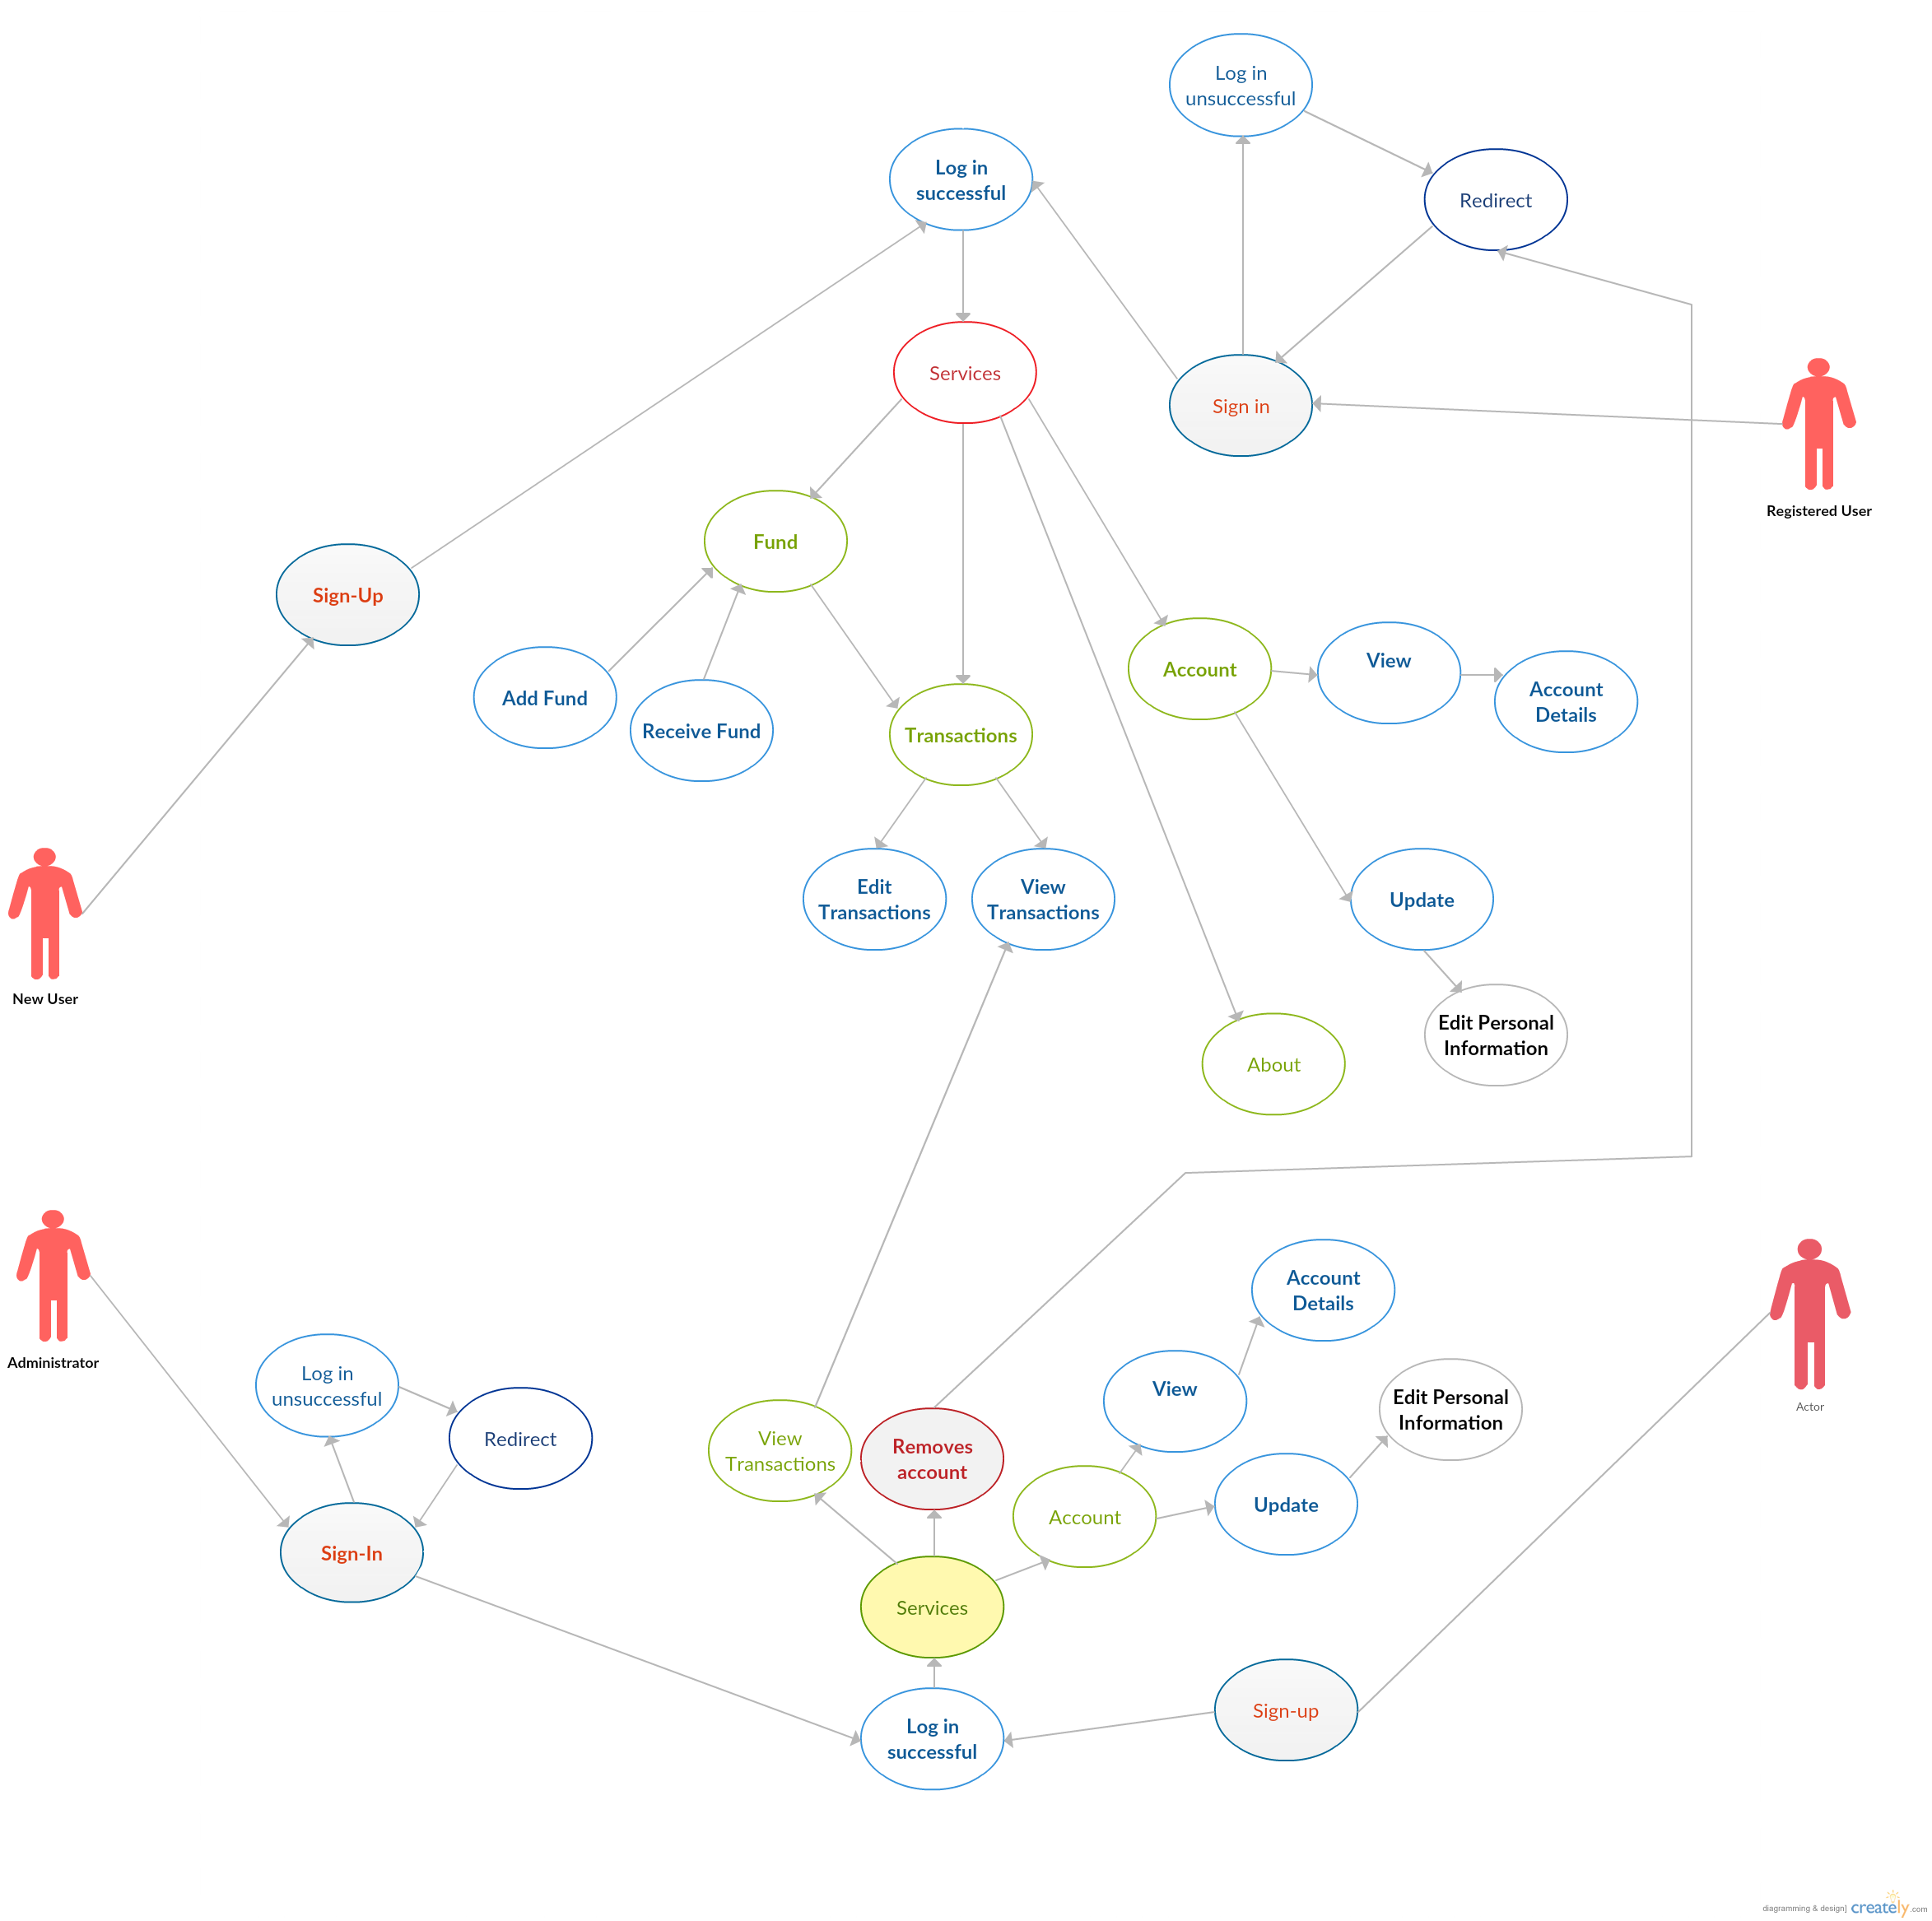 Log in
unsuccessful
Log in
successful
Redirect
Services
Sign in
Registered User
Fund
Sign-Up
Add Fund
Receive Fund
Transactions
Account
View
Account
Details
Edit
Transactions
View
Transactions
Update
New User
Edit Personal
Information
About
Administrator
Account
Details
Log in
unsuccessful
Redirect
View
Edit Personal
Information
Actor
View
Transactions
Removes
account
Account
Update
Sign-In
Services
Log in
successful
Sign-up
diagramming & design]
creately
.com